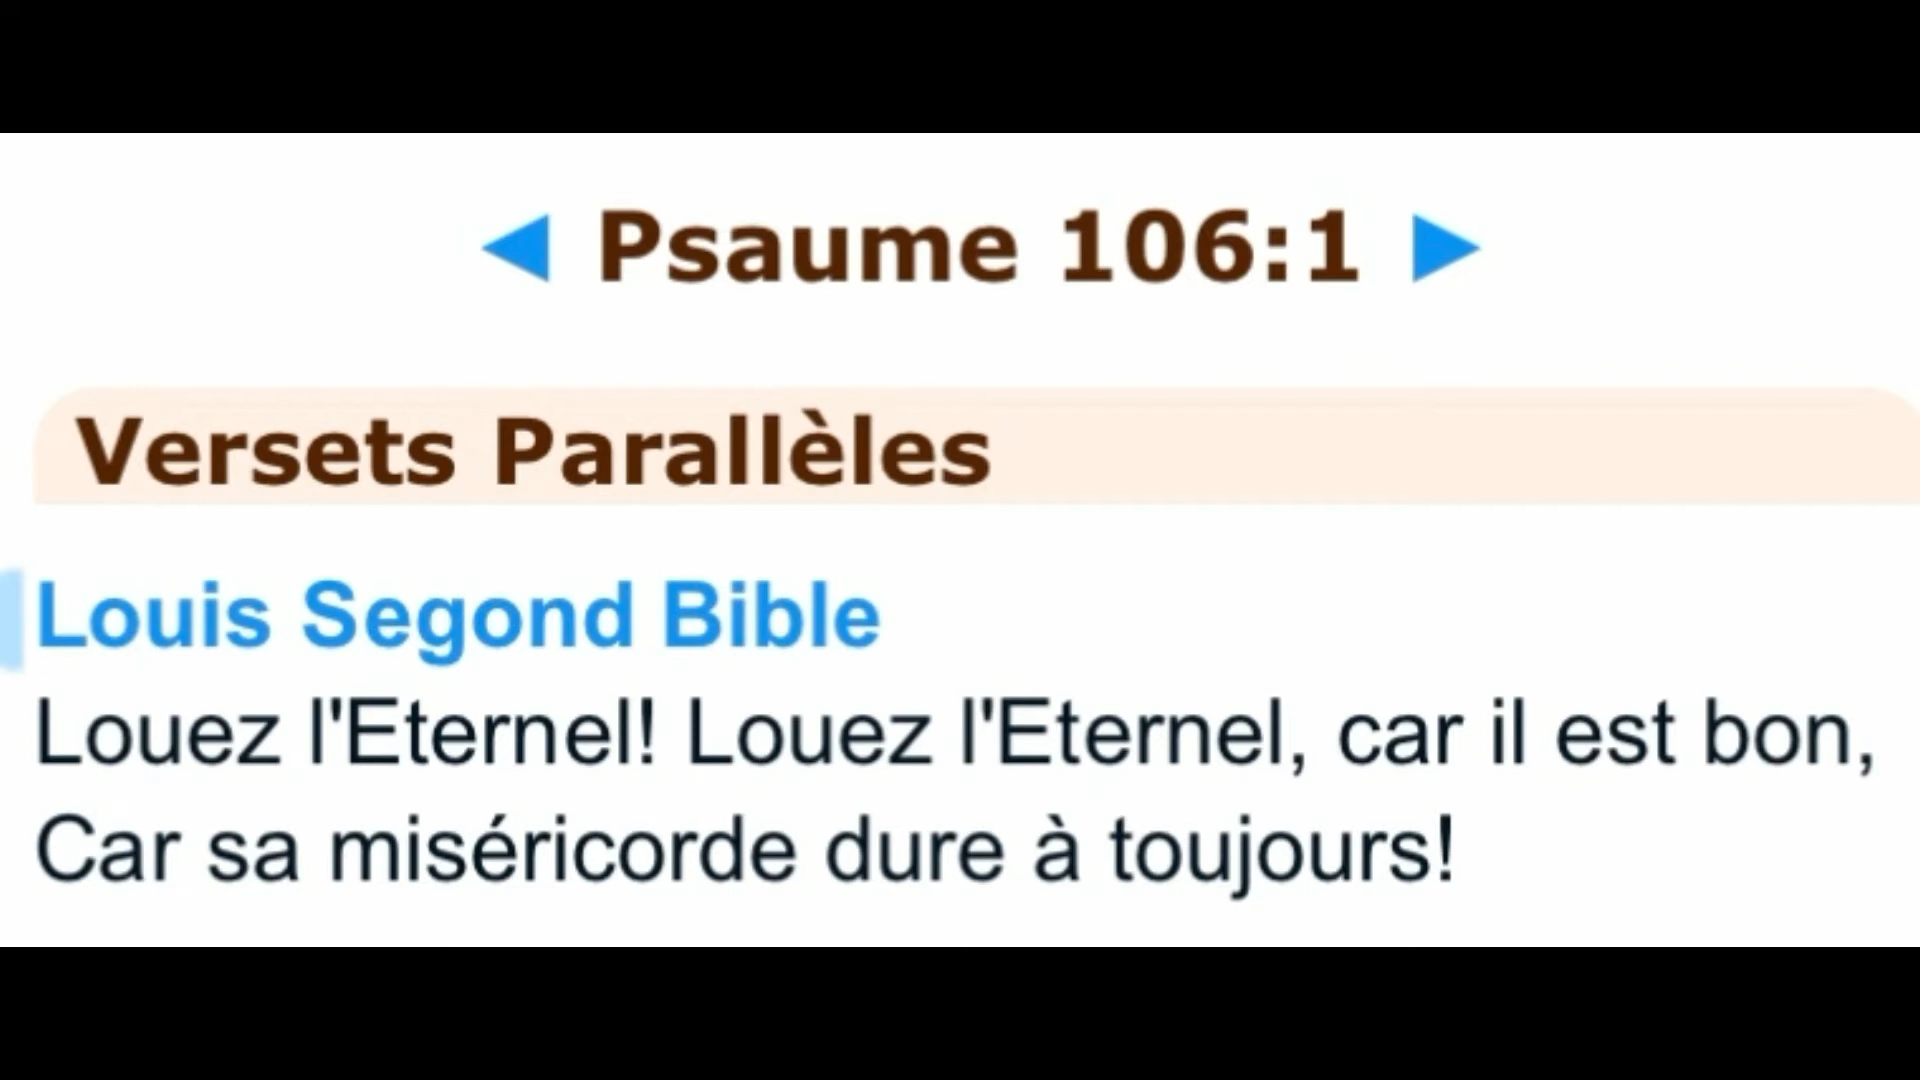 Psaume 106:1
Versets Parallèles
Louis Segond Bible
Louez l'Eternel! Louez l'Eternel, car il est bon,
Car sa miséricorde dure à toujours!